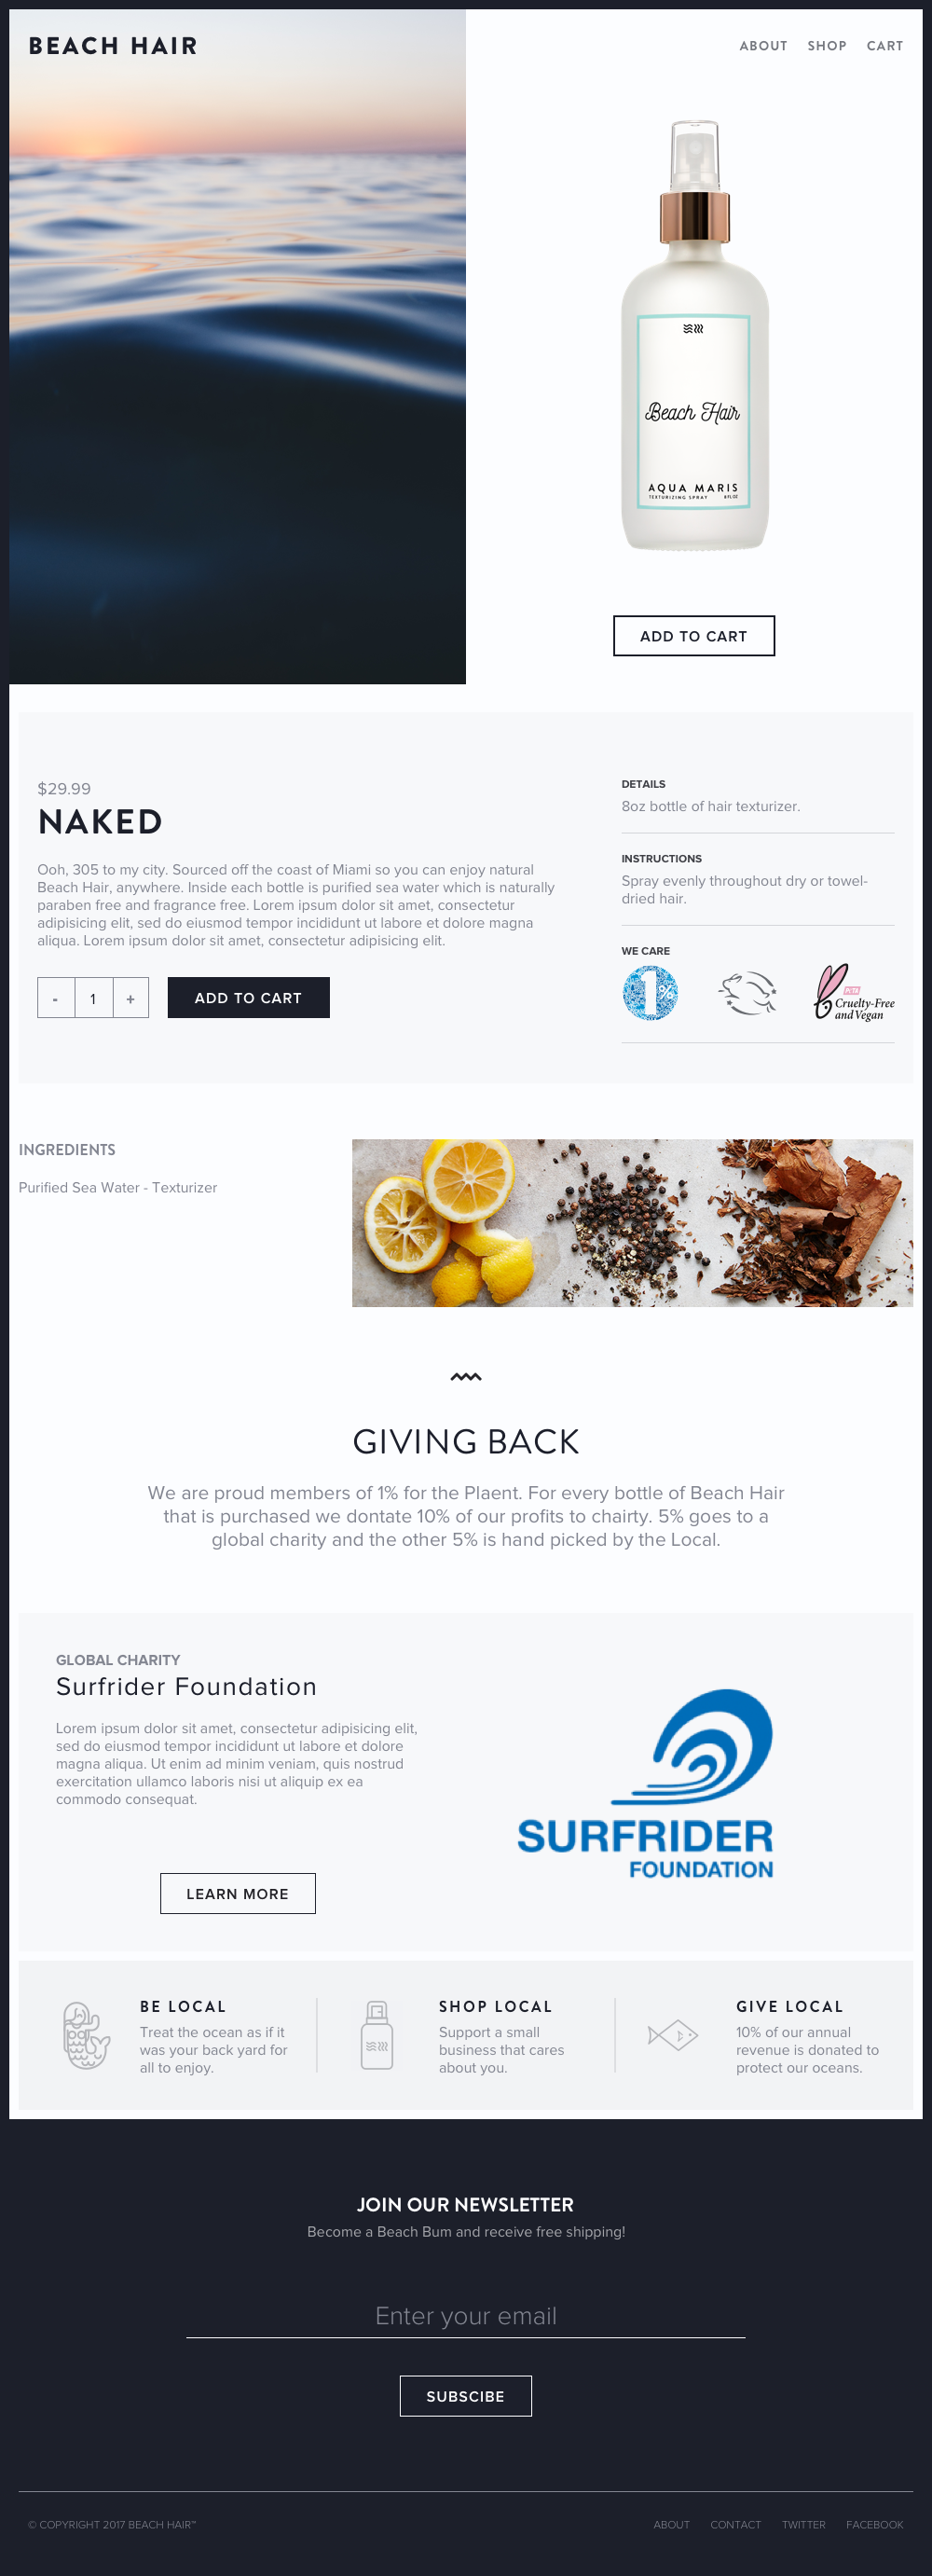 BEACH HAIR
ABOUT SHOP CART
Beach Hair
AQUA MARIS
TEXTURIZING SPRAY 8FLOZ
ADD TO CART
$29.99
NAKED
Ooh, 305 to my city. Sourced off the coast of Miami so you can enjoy natural
Beach Hair, anywhere. Inside each bottle is purified sea water which is naturally
paraben free and fragrance free. Lorem ipsum dolor sit amet, consectetur
adipisicing elit, sed do eiusmod tempor incididunt ut labore et dolore magna
aliqua. Lorem ipsum dolor sit amet, consectetur adipisicing elit.
- 1 + ADD TO CART
DETAILS
8oz bottle of hair texturizer.
INSTRUCTIONS
Spray evenly throughout dry or towel-
dried hair.
WE CARE
1%
Cruelty-Free
and Vegan
INGREDIENTS
Purified Sea Water - Texturizer
GIVING BACK
We are proud members of 1% for the Plaent. For every bottle of Beach Hair
that is purchased we dontate 10% of our profits to chairty. 5% goes to a
global charity and the other 5% is hand picked by the Local.
GLOBAL CHARITY
Surfrider Foundation
Lorem ipsum dolor sit amet, consectetur adipisicing elit,
sed do eiusmod tempor incididunt ut labore et dolore
magna aliqua. Ut enim ad minim veniam, quis nostrud
exercitation ullamco laboris nisi ut aliquip ex ea
commodo consequat.
LEARN MORE
SURFRIDER
FOUNDATION
BE LOCAL
Treat the ocean as if it
was your back yard for
all to enjoy.
SHOP LOCAL
Support a small
business that cares
about you.
GIVE LOCAL
10% of our annual
revenue is donated to
protect our oceans.
JOIN OUR NEWSLETTER
Become a Beach Bum and receive free shipping!
Enter your email
SUBSCIBE
© COPYRIGHT 2017 BEACH HAIR™
ABOUT CONTACT TWITTER FACEBOOK